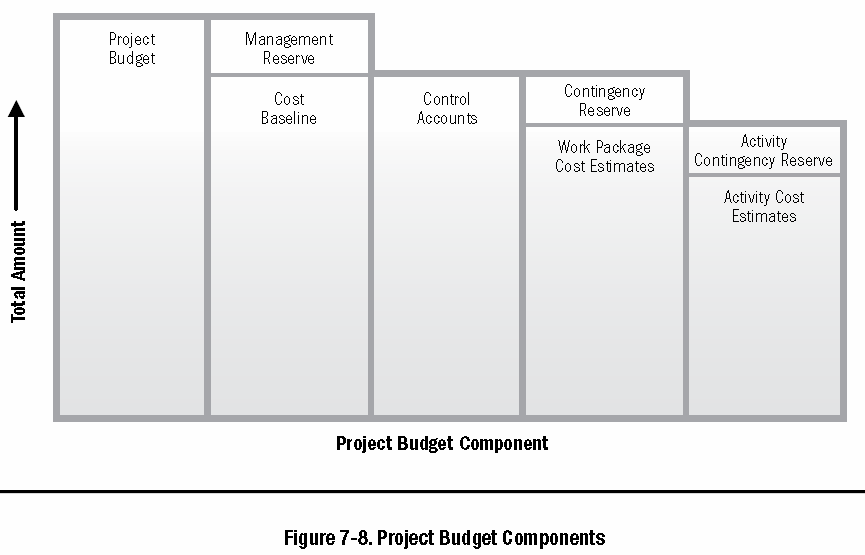 Project
Budget
Management
Reserve
Cost
Baseline
Control
Accounts
Contingency
Reserve
Work Package
Cost Estimates
Activity
Contingency Reserve
Activity Cost
Estimates
Total Amount
Project Budget Component
Figure 7-8. Project Budget Components